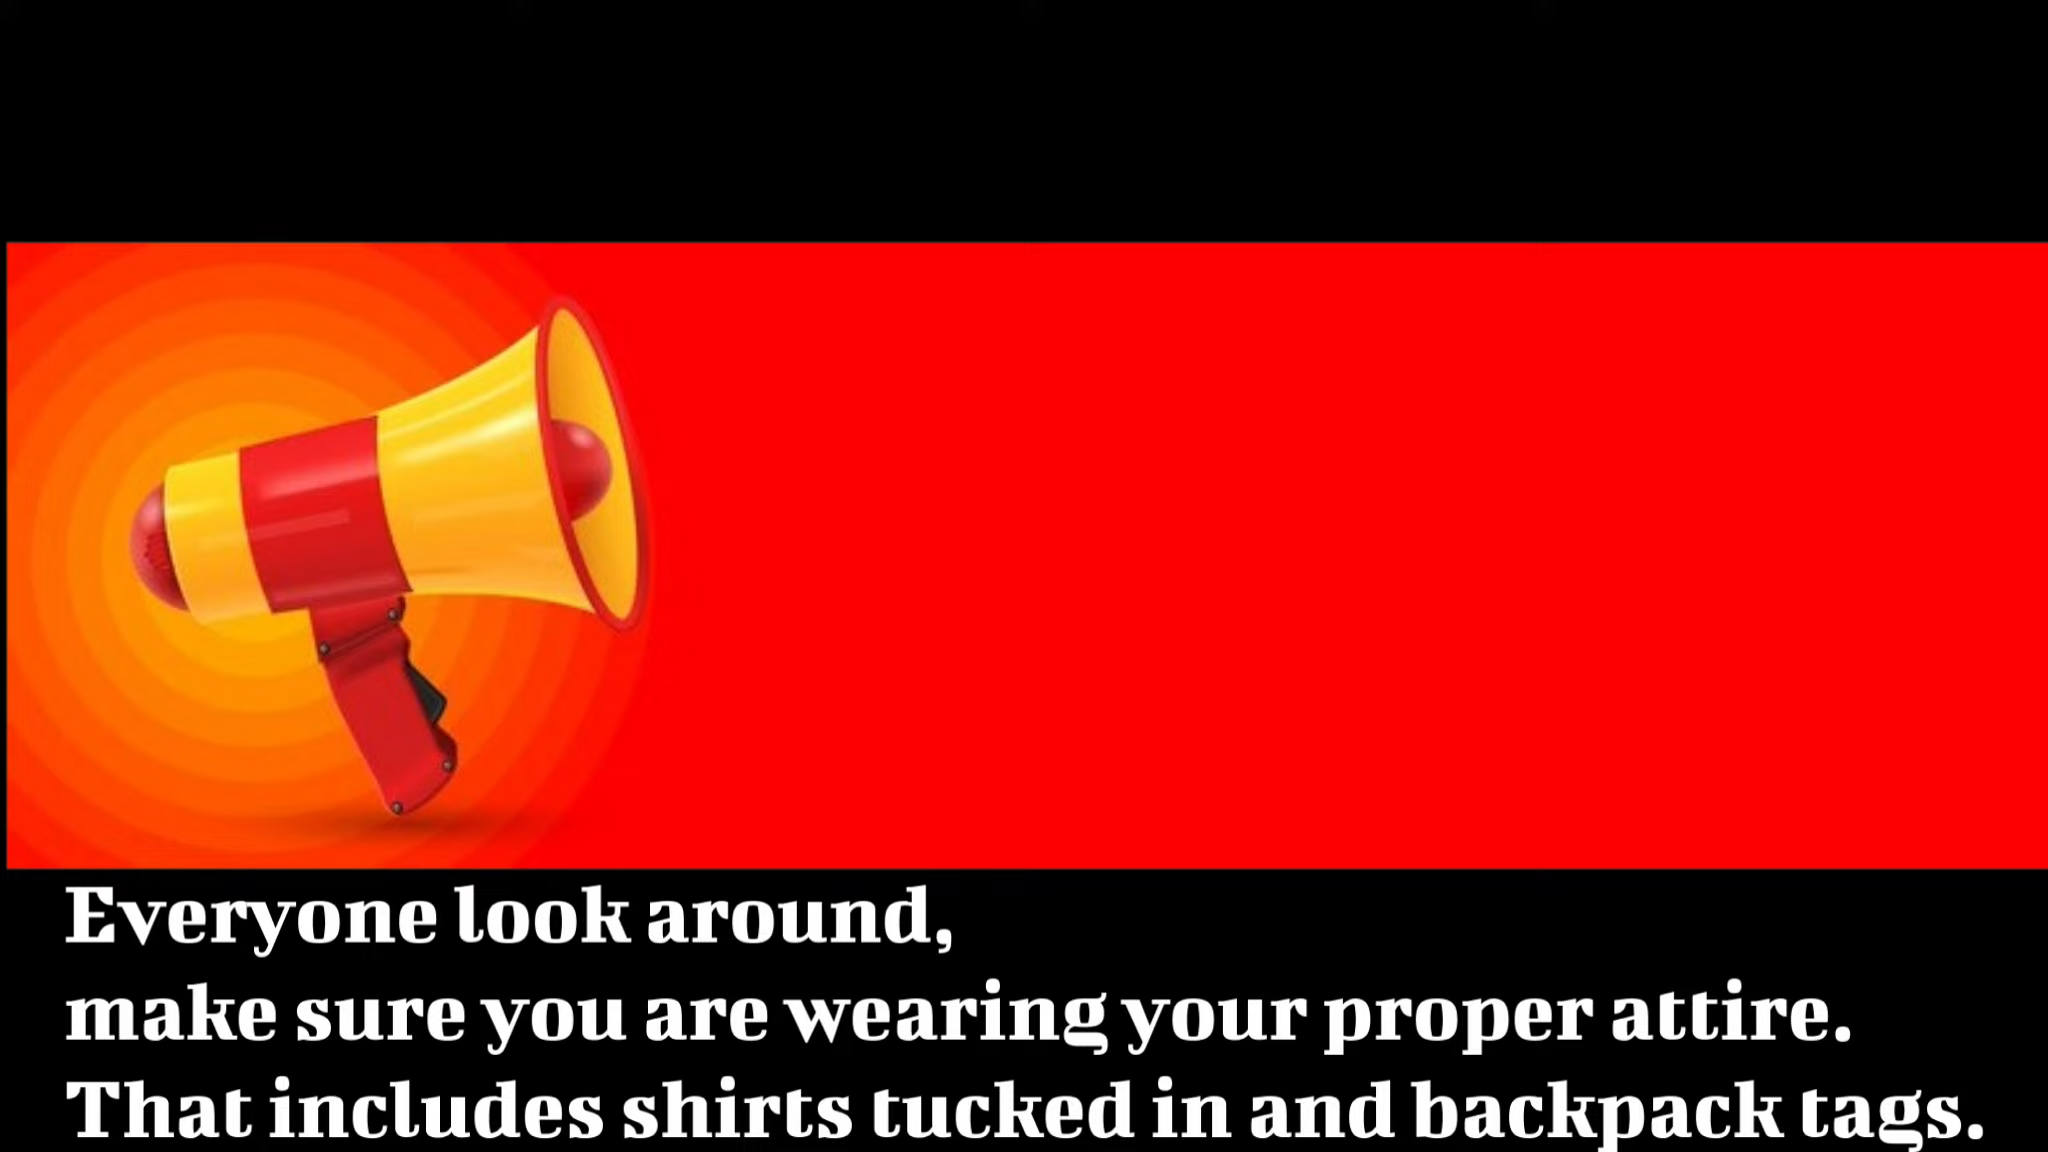 Everyone look around,
make sure you are wearing your proper attire.
That includes shirts tucked in and backpack tags.